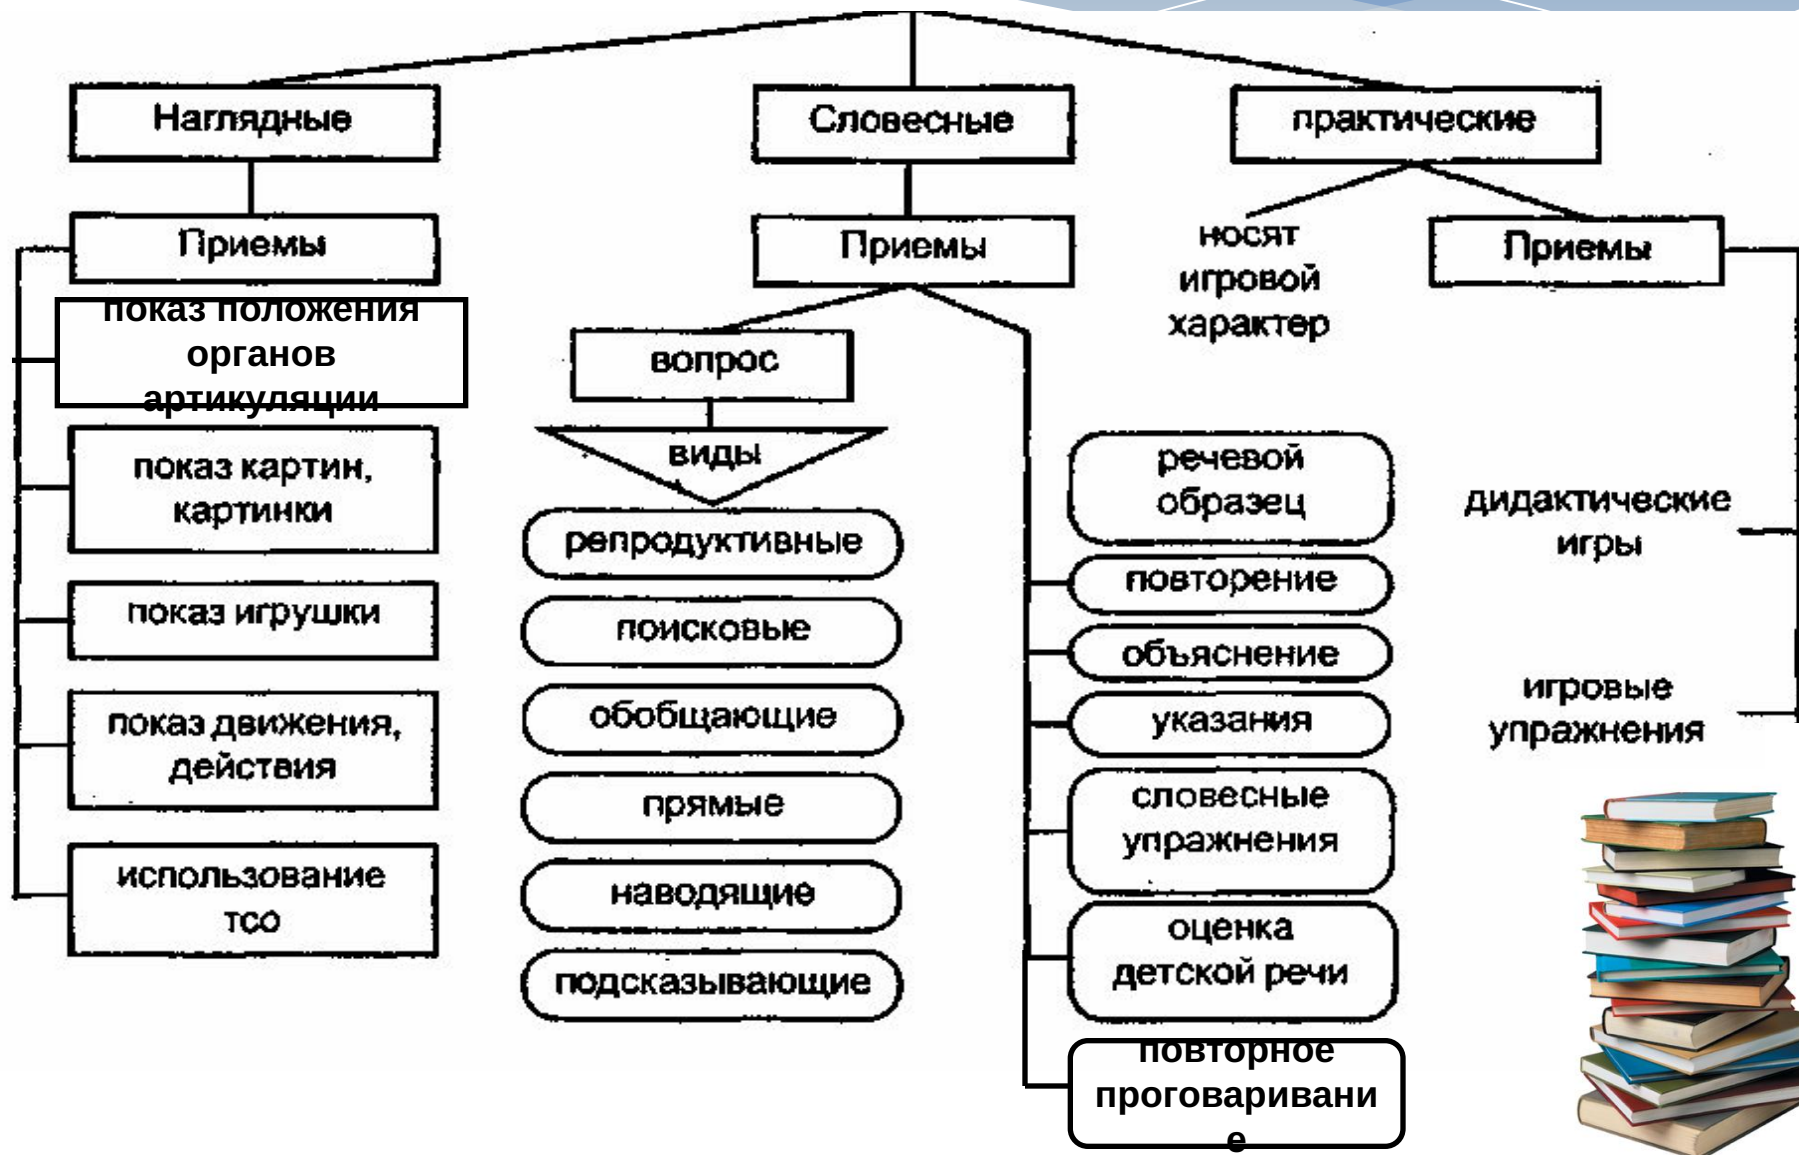 Наглядные
Приемы
показ положения
органов
артикуляции
показ картин,
картинки
показ игрушки
показ движения,
действия
использование
тсо
Словесные
Приемы
вопрос
виды
репродуктивные
поисковые
обобщающие
прямые
наводящие
подсказывающие
речевой
образец
повторение
объяснение
указания
словесные
упражнения
оценка
детской речи
повторное
проговаривани
е
практические
носят
игровой
характер
Приемы
дидактические
игры
игровые
упражнения